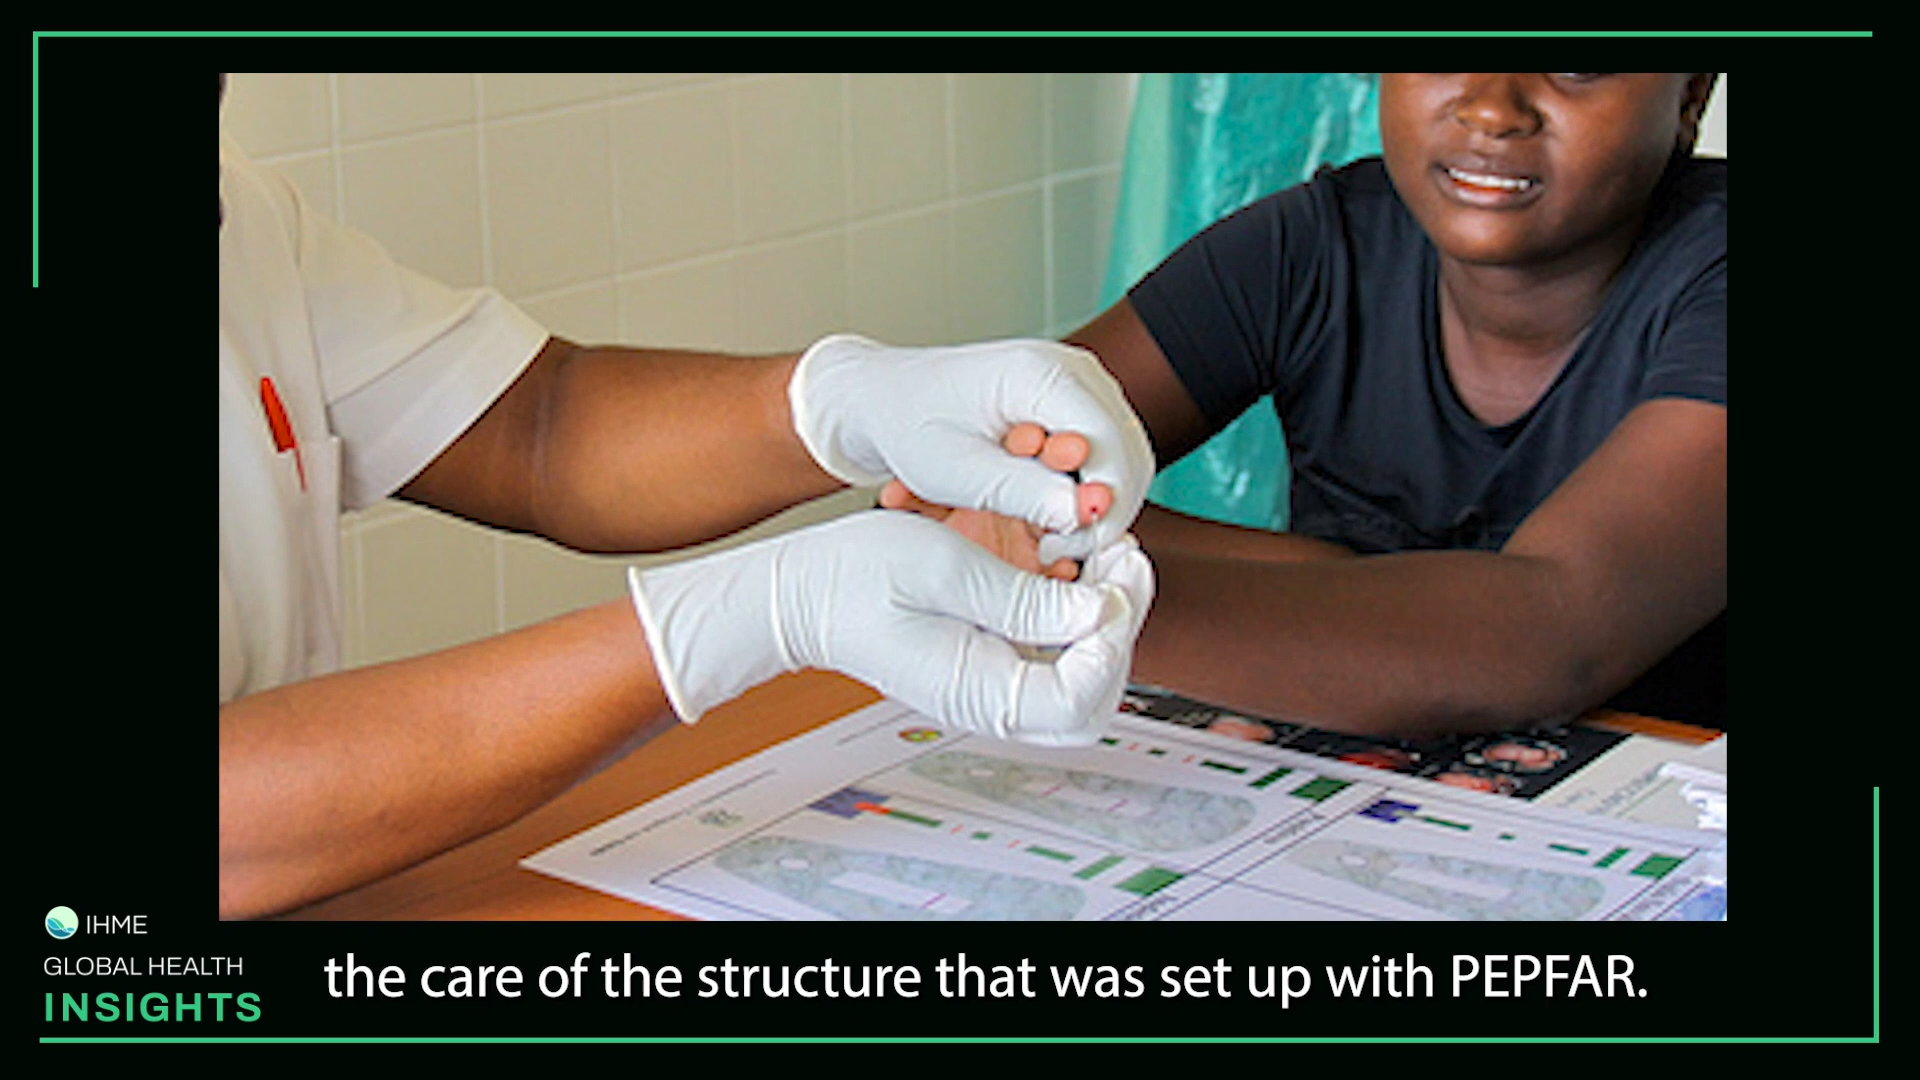 IHME
GLOBAL HEALTH
INSIGHTS
the care of the structure that was set up with PEPFAR.